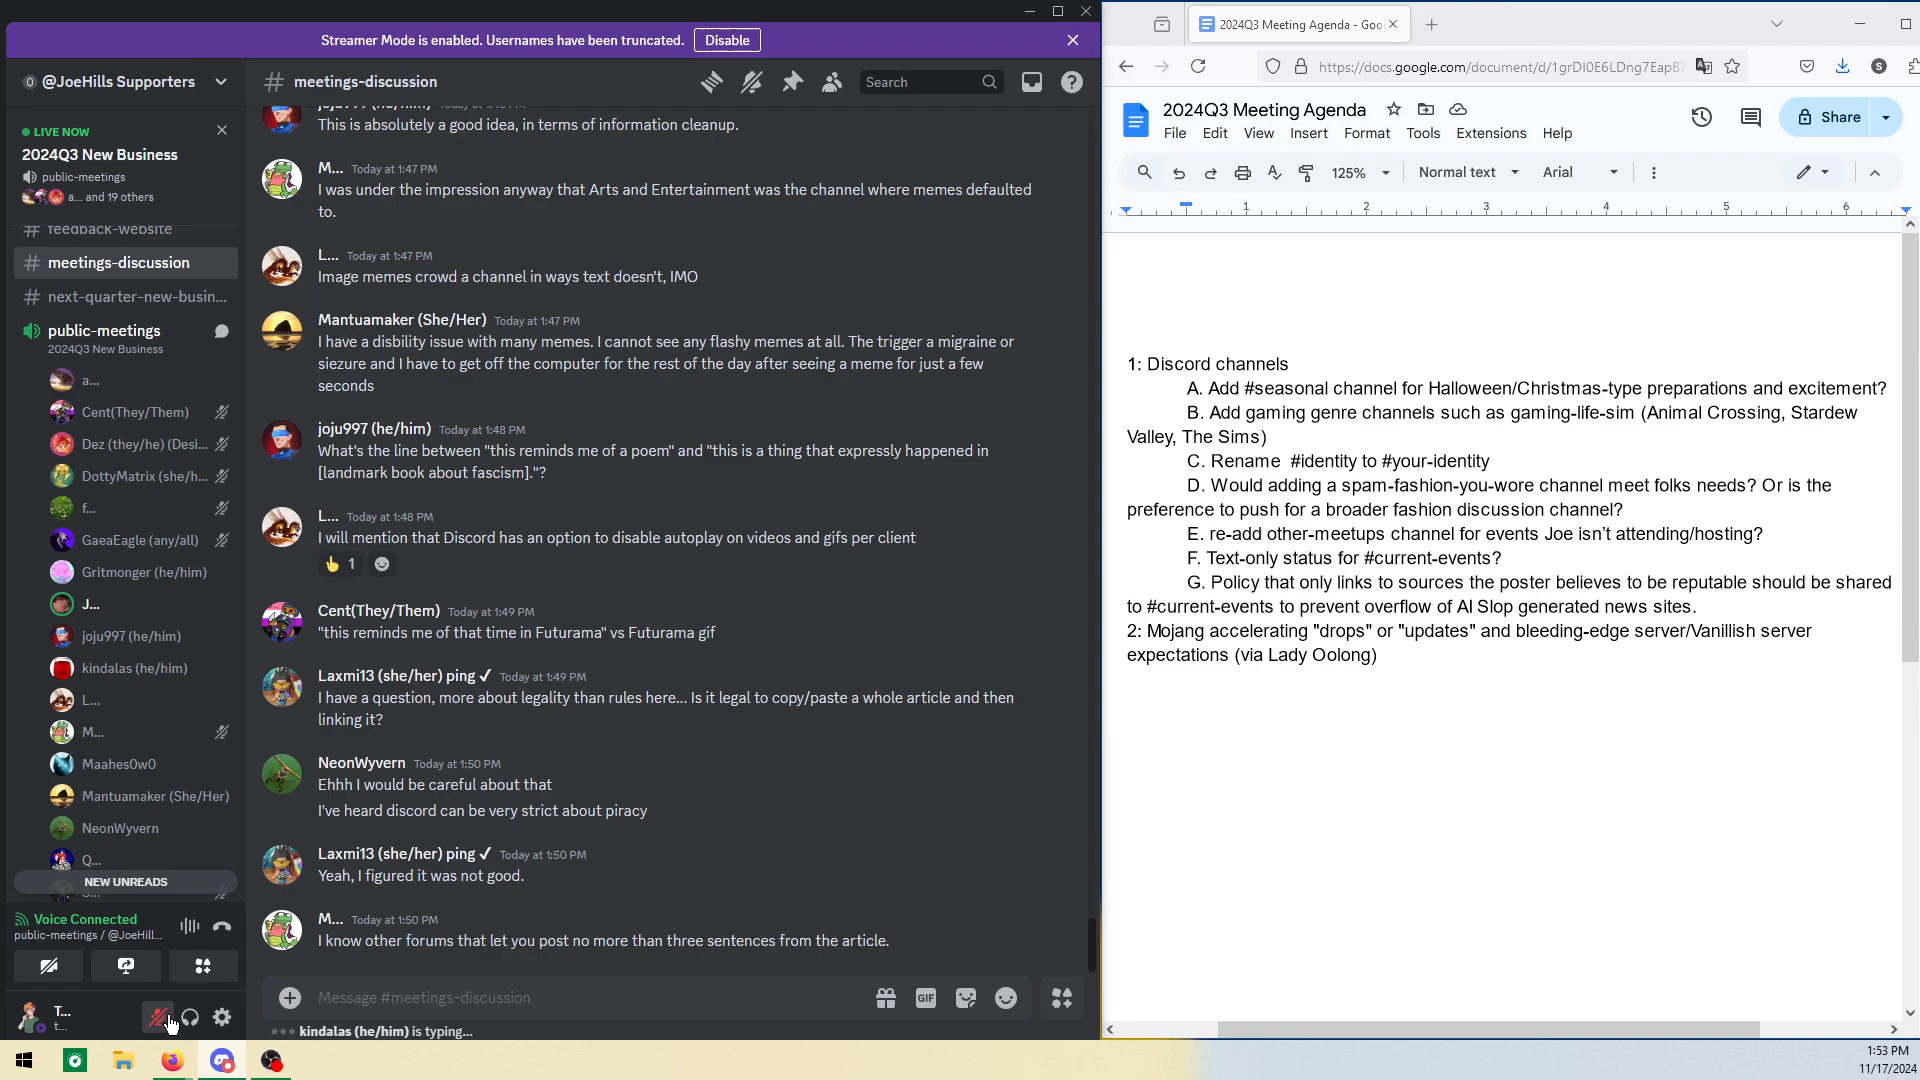 Streamer Mode is enabled. Usernames have been truncated. Disable
@JoeHills Supporters
LIVE NOW
2024Q3 New Business
public-meetings
a... and 19 others
feedback-website
meetings-discussion
next-quarter-new-busin...
public-meetings
2024Q3 New Business
a...
Cent(They/Them)
Dez (they/he) (Desi...
DottyMatrix (she/h...
f...
GaeaEagle (any/all)
Gritmonger (he/him)
J...
joju997 (he/him)
kindalas (he/him)
L...
M...
Maahes0w0
Mantuamaker (She/Her)
NeonWyvern
Q...
NEW UNREADS
Voice Connected
public-meetings / @JoeHill...
T...
t...
meetings-discussion
Search
This is absolutely a good idea, in terms of information cleanup.
M... Today at 1:47 PM
I was under the impression anyway that Arts and Entertainment was the channel where memes defaulted
to.
L... Today at 1:47 PM
Image memes crowd a channel in ways text doesn't, IMO
Mantuamaker (She/Her) Today at 1:47 PM
I have a disbility issue with many memes. I cannot see any flashy memes at all. The trigger a migraine or
siezure and I have to get off the computer for the rest of the day after seeing a meme for just a few
seconds
joju997 (he/him) Today at 1:48 PM
What's the line between "this reminds me of a poem" and "this is a thing that expressly happened in
[landmark book about fascism]."?
L... Today at 1:48 PM
I will mention that Discord has an option to disable autoplay on videos and gifs per client
1
Cent(They/Them) Today at 1:49 PM
"this reminds me of that time in Futurama" vs Futurama gif
Laxmi13 (she/her) ping ✓ Today at 1:49 PM
I have a question, more about legality than rules here... Is it legal to copy/paste a whole article and then
linking it?
NeonWyvern Today at 1:50 PM
Ehhh I would be careful about that
I've heard discord can be very strict about piracy
Laxmi13 (she/her) ping ✓ Today at 1:50 PM
Yeah, I figured it was not good.
M... Today at 1:50 PM
I know other forums that let you post no more than three sentences from the article.
Message #meetings-discussion
GIF
kindalas (he/him) is typing...
2024Q3 Meeting Agenda - Goo
https://docs.google.com/document/d/1grDI0E6LDng7EapB7
S
2024Q3 Meeting Agenda
File Edit View Insert Format Tools Extensions Help
Share
125% Normal text Arial
1 2 3 4 5 6
1: Discord channels
A. Add #seasonal channel for Halloween/Christmas-type preparations and excitement?
B. Add gaming genre channels such as gaming-life-sim (Animal Crossing, Stardew
Valley, The Sims)
C. Rename #identity to #your-identity
D. Would adding a spam-fashion-you-wore channel meet folks needs? Or is the
preference to push for a broader fashion discussion channel?
E. re-add other-meetups channel for events Joe isn't attending/hosting?
F. Text-only status for #current-events?
G. Policy that only links to sources the poster believes to be reputable should be shared
to #current-events to prevent overflow of AI Slop generated news sites.
2: Mojang accelerating "drops" or "updates" and bleeding-edge server/Vanillish server
expectations (via Lady Oolong)
1:53 PM
11/17/2024